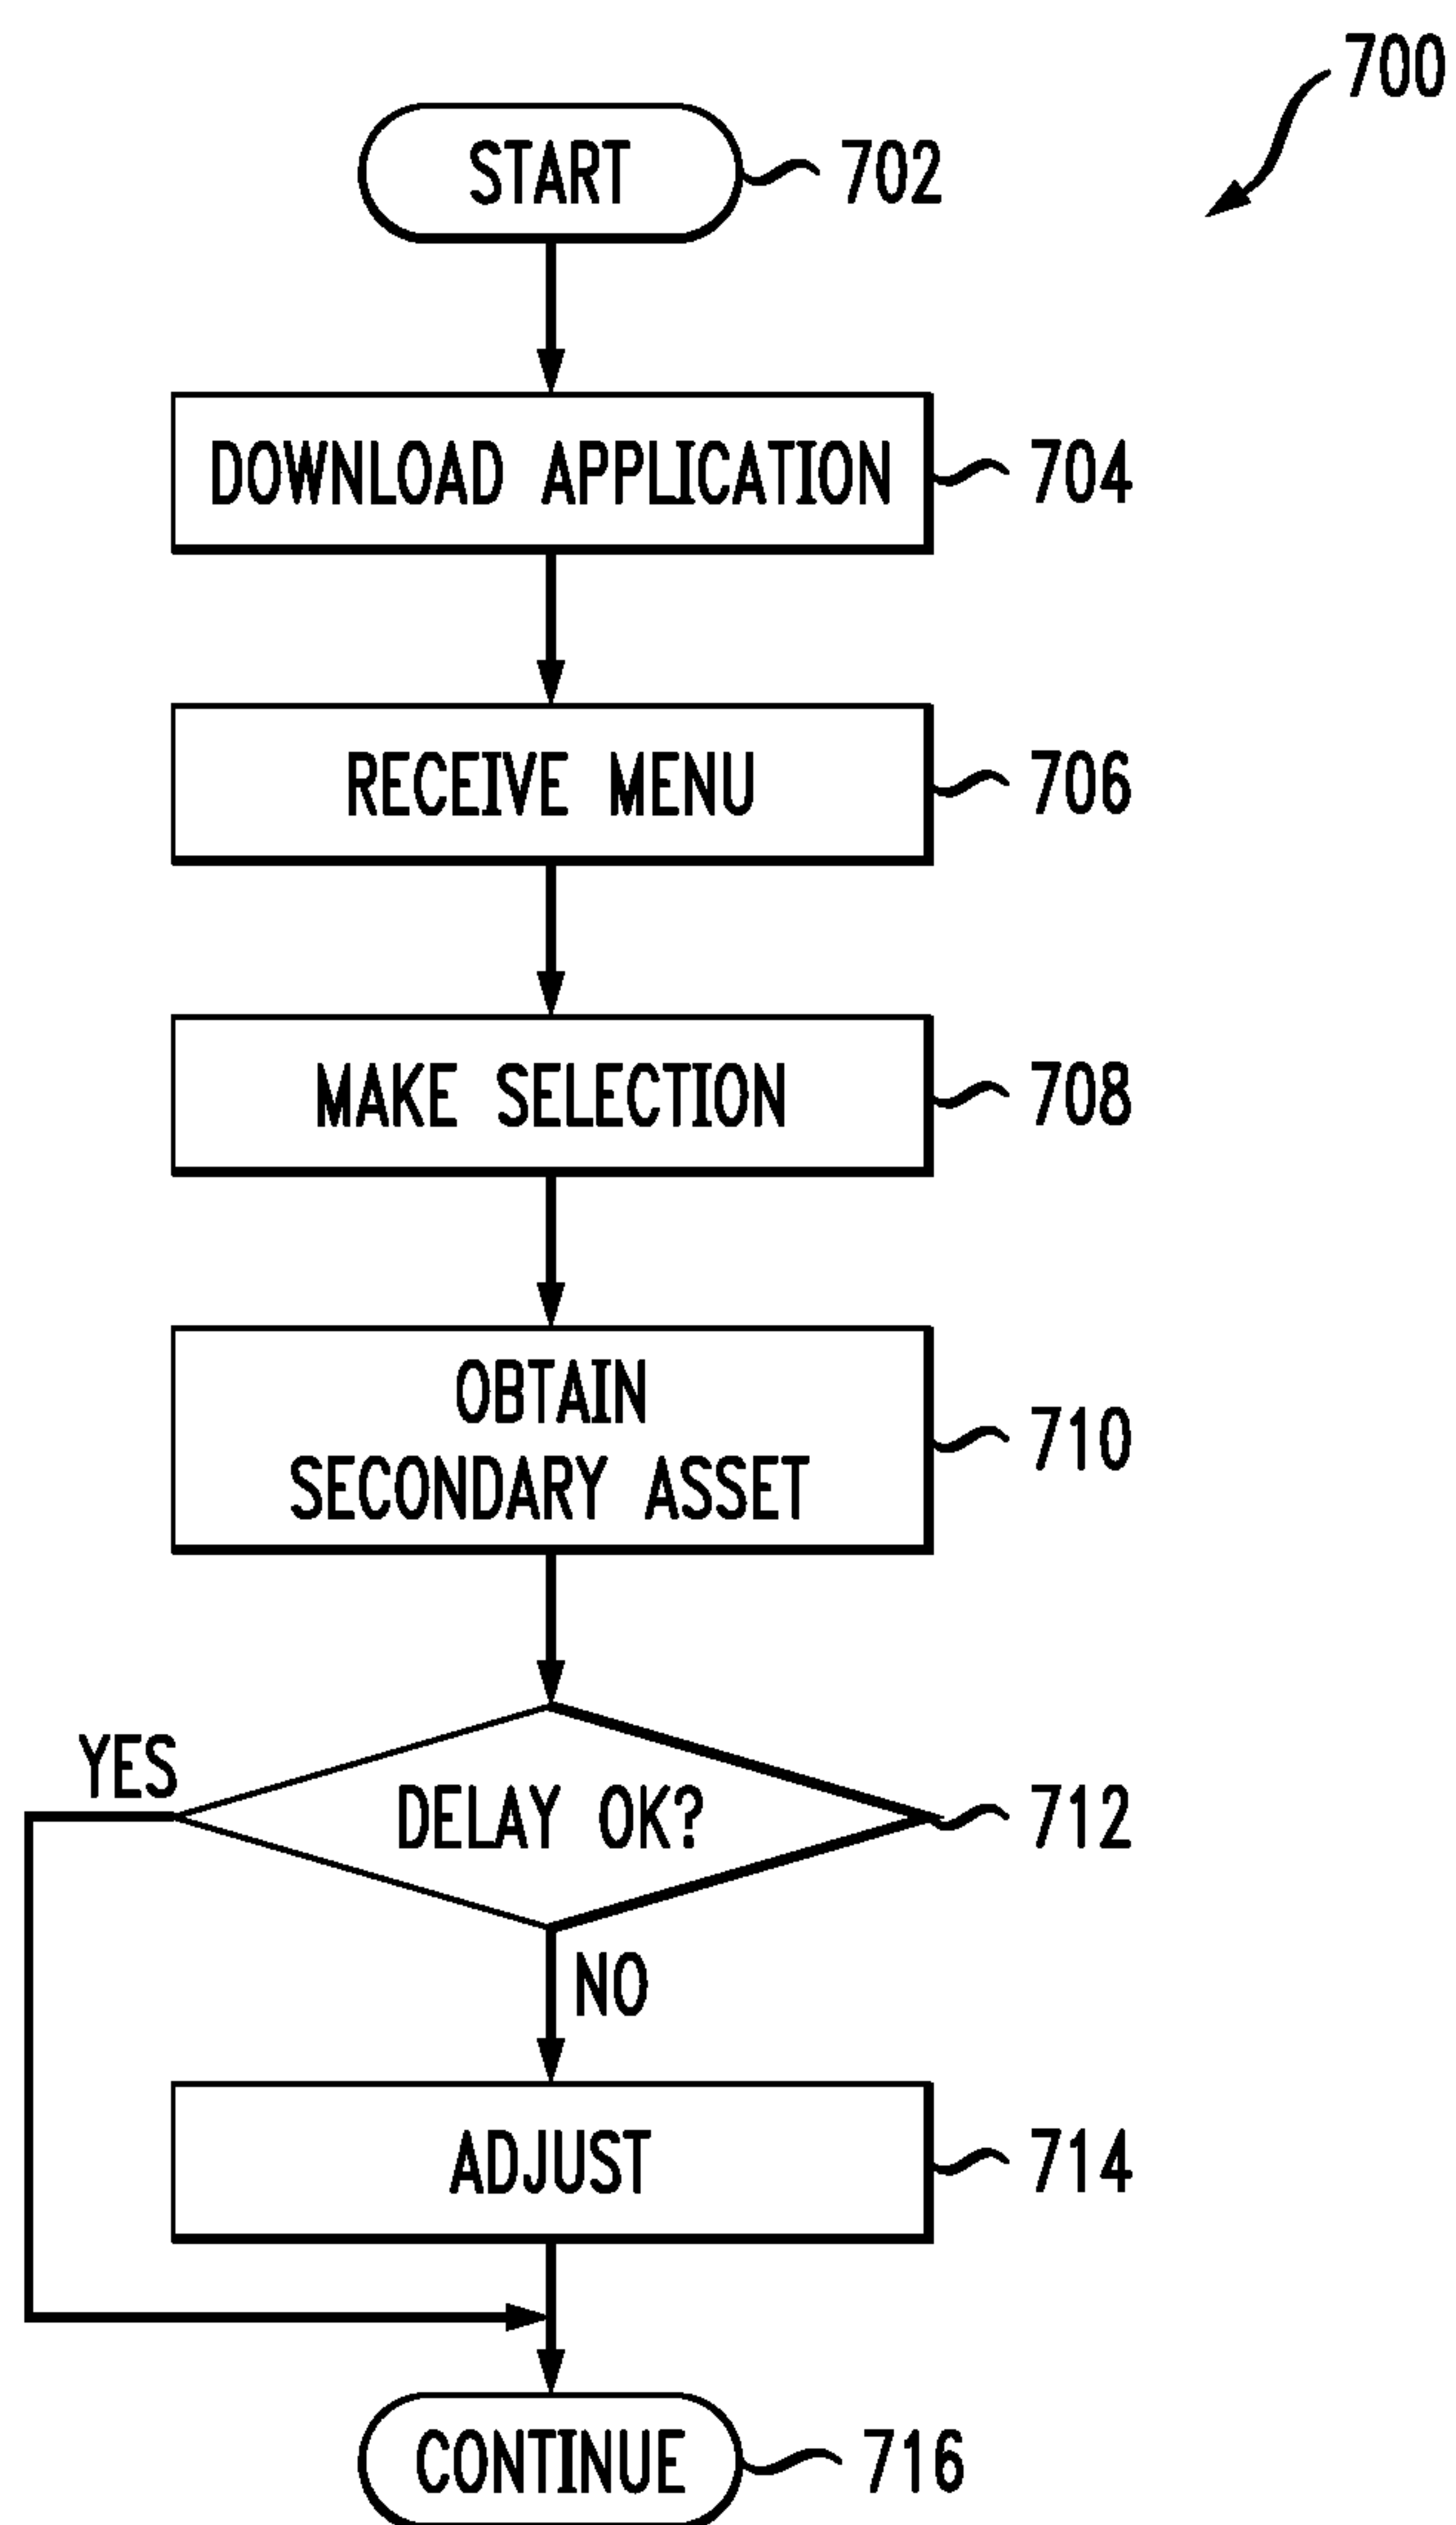 700
START
702
DOWNLOAD APPLICATION
704
RECEIVE MENU
706
MAKE SELECTION
708
OBTAIN
SECONDARY ASSET
710
YES
DELAY OK?
712
NO
ADJUST
714
CONTINUE
716